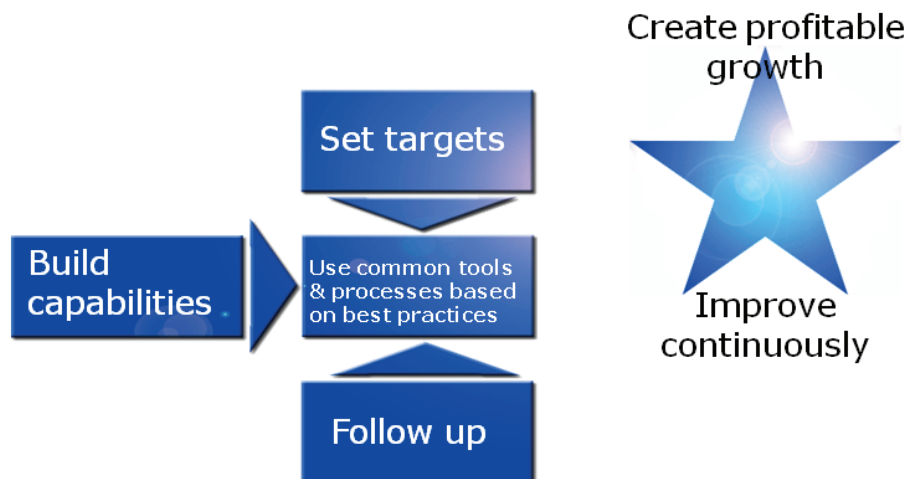 Create profitable
growth
Set targets
Build
capabilities
Use common tools
& processes based
on best practices
Improve
continuously
Follow up